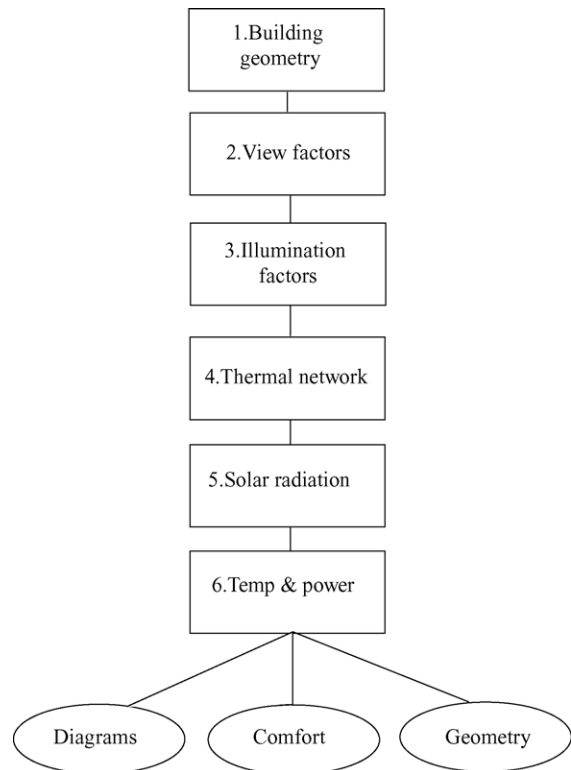 1.Building
geometry
2.View factors
3.Illumination
factors
4.Thermal network
5.Solar radiation
6.Temp & power
Diagrams
Comfort
Geometry